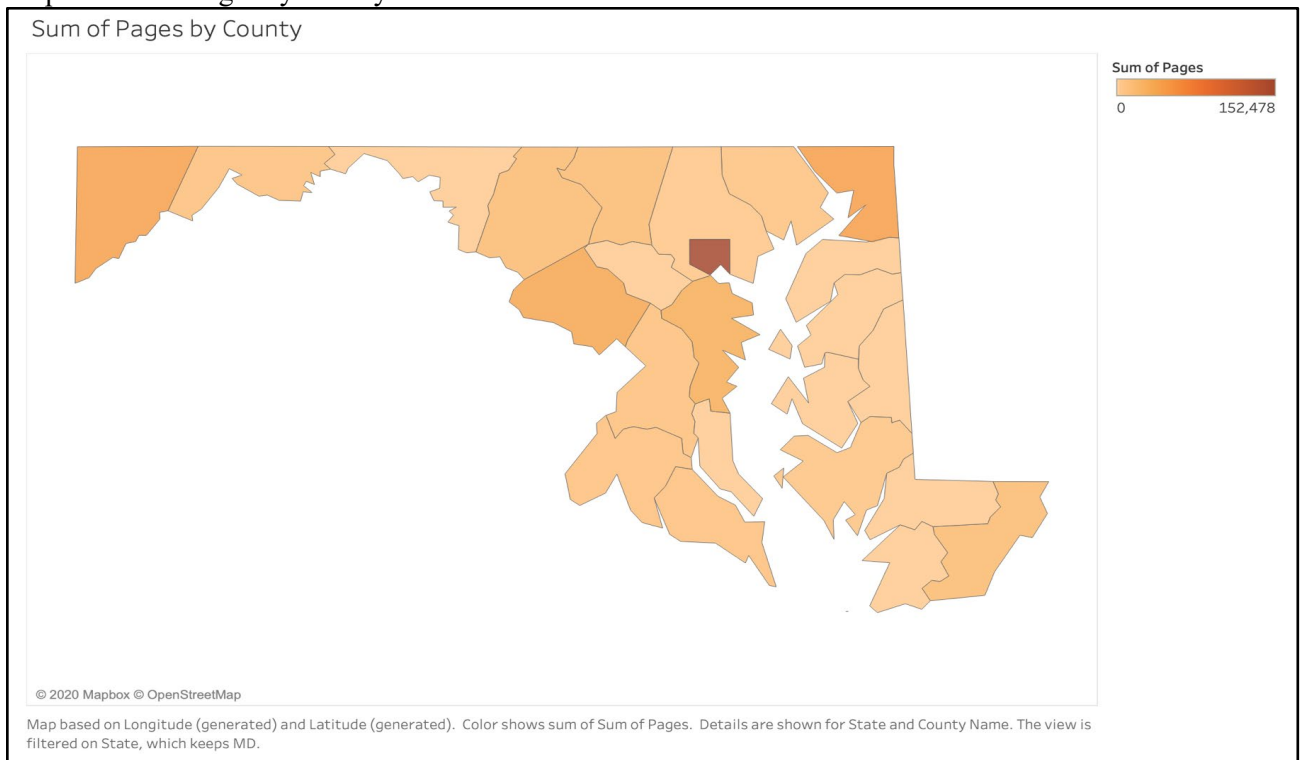 Sum of Pages by County
Sum of Pages
0 152,478
© 2020 Mapbox © OpenStreetMap
Map based on Longitude (generated) and Latitude (generated). Color shows sum of Sum of Pages. Details are shown for State and County Name. The view is
filtered on State, which keeps MD.